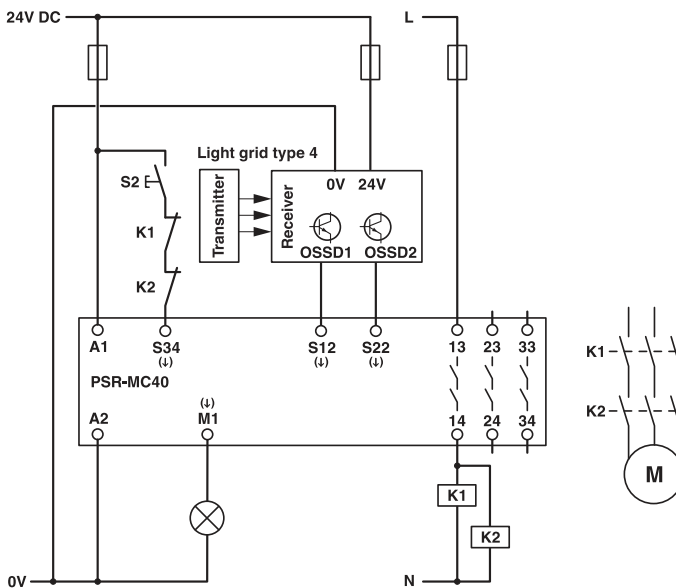 24V DC
L
Light grid type 4
S2
K1
K2
Transmitter
Receiver
0V 24V
OSSD1 OSSD2
A1 S34 S12 S22 13 23 33
(↓) (↓) (↓)
PSR-MC40
(↓)
A2 M1 14 24 34
K1
K2
0V
N
K1
K2
M